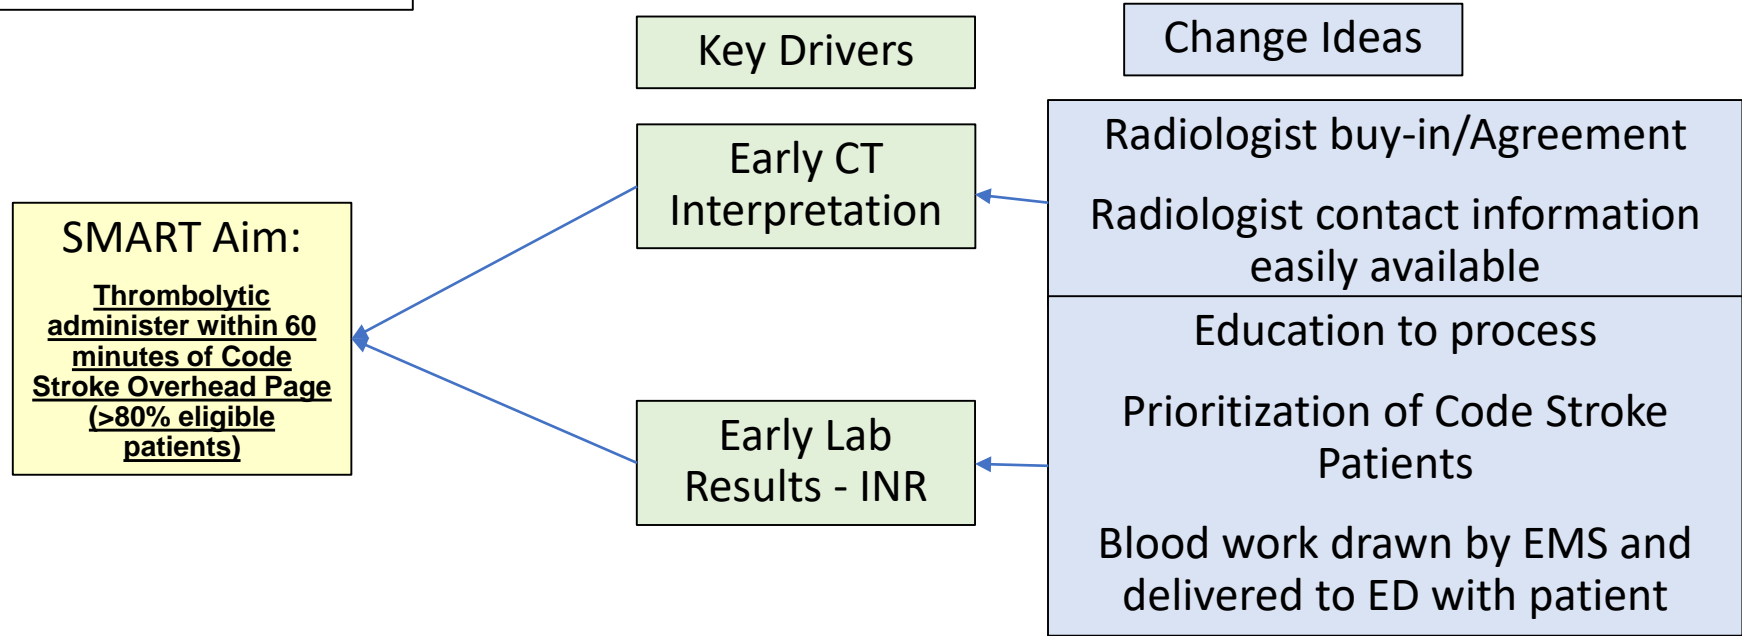 Key Drivers
Change Ideas
SMART Aim:
Thrombolytic
administer within 60
minutes of Code
Stroke Overhead Page
(>80% eligible
patients)
Early CT
Interpretation
Early Lab
Results - INR
Radiologist buy-in/Agreement
Radiologist contact information
easily available
Education to process
Prioritization of Code Stroke
Patients
Blood work drawn by EMS and
delivered to ED with patient